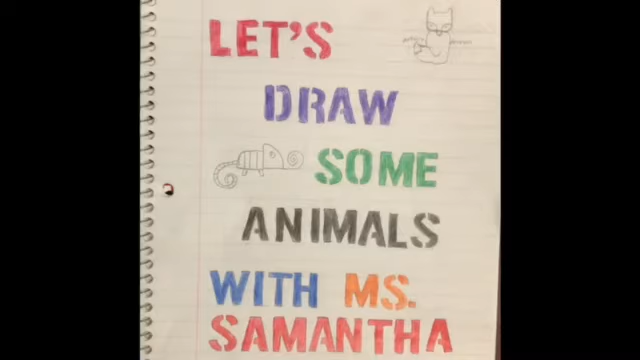 LET'S
DRAW
SOME
ANIMALS
WITH MS.
SAMANTHA